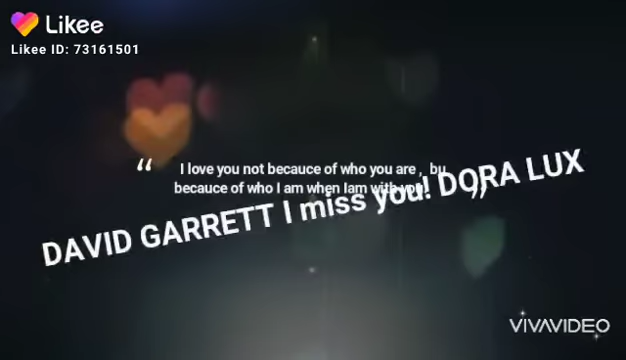 Likee
Likee ID: 73161501
“ I love you not becauce of who you are , bu
becauce of who I am when Iam with you! ”
DAVID GARRETT I miss you! DORA LUX
VIVAVIDEO